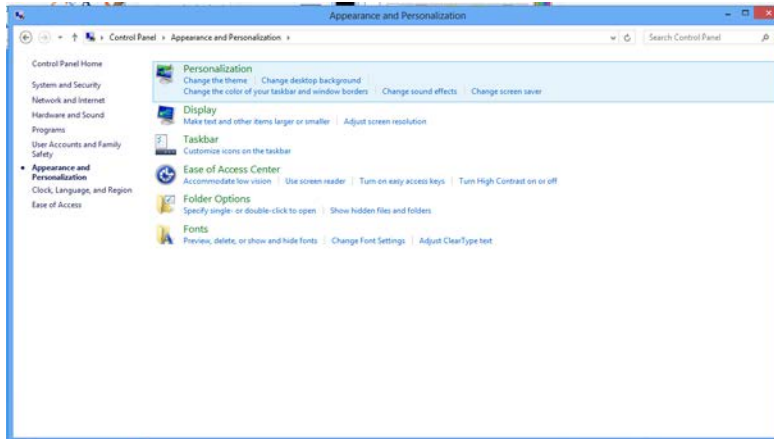 Appearance and Personalization
Control Panel › Appearance and Personalization ›
Search Control Panel
Control Panel Home
System and Security
Network and Internet
Hardware and Sound
Programs
User Accounts and Family
Safety
Appearance and
Personalization
Clock, Language, and Region
Ease of Access
Personalization
Change the theme | Change desktop background
Change the color of your taskbar and window borders | Change sound effects | Change screen saver
Display
Make text and other items larger or smaller | Adjust screen resolution
Taskbar
Customize icons on the taskbar
Ease of Access Center
Accommodate low vision | Use screen reader | Turn on easy access keys | Turn High Contrast on or off
Folder Options
Specify single- or double-click to open | Show hidden files and folders
Fonts
Preview, delete, or show and hide fonts | Change Font Settings | Adjust ClearType text